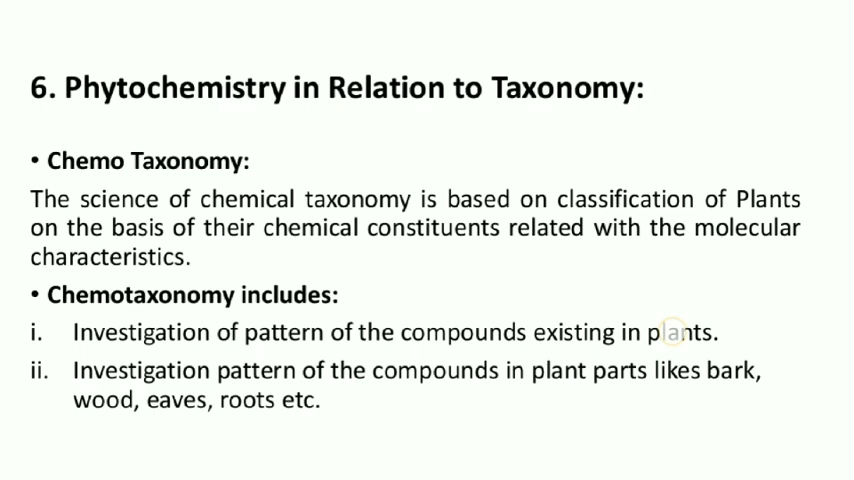 6. Phytochemistry in Relation to Taxonomy:
• Chemo Taxonomy:
The science of chemical taxonomy is based on classification of Plants
on the basis of their chemical constituents related with the molecular
characteristics.
• Chemotaxonomy includes:
i. Investigation of pattern of the compounds existing in plants.
ii. Investigation pattern of the compounds in plant parts likes bark,
wood, eaves, roots etc.